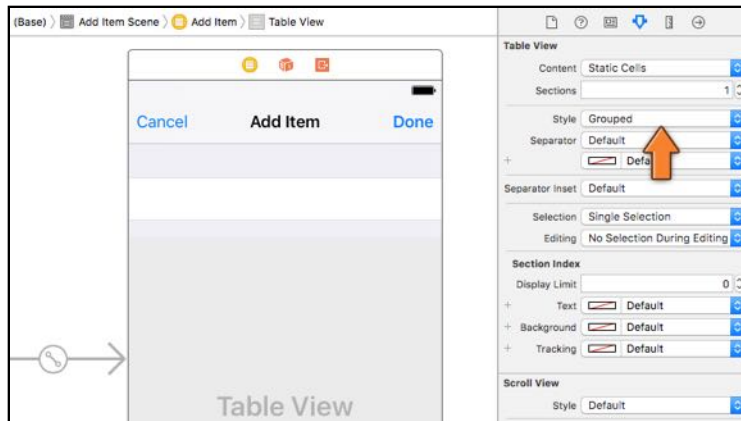 (Base) > Add Item Scene > Add Item > Table View
Cancel Add Item Done
Table View
Table View
Content Static Cells
Sections 1
Style Grouped
Separator Default
+ Defa
Separator Inset Default
Selection Single Selection
Editing No Selection During Editing
Section Index
Display Limit 0
+ Text Default
+ Background Default
+ Tracking Default
Scroll View
Style Default